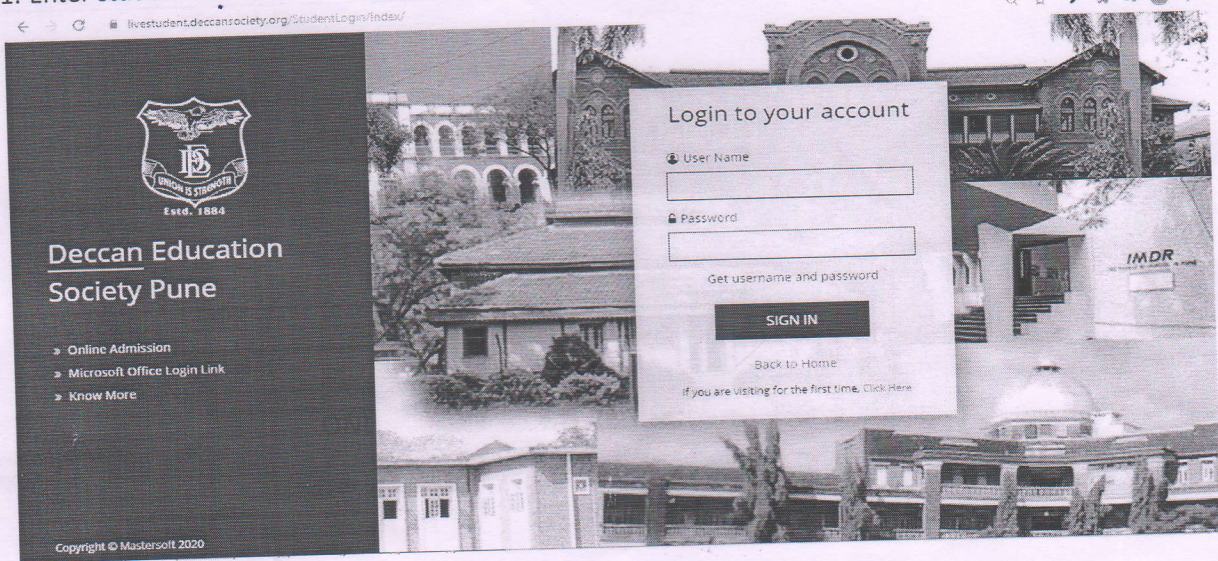 livestudent.deccansociety.org/StudentLogin/Index/
UNION IS STRENGTH
Estd. 1884
Deccan Education
Society Pune
» Online Admission
» Microsoft Office Login Link
» Know More
Copyright © Mastersoft 2020
Login to your account
User Name
Password
Get username and password
SIGN IN
Back to Home
If you are visiting for the first time, Click Here
IMDR